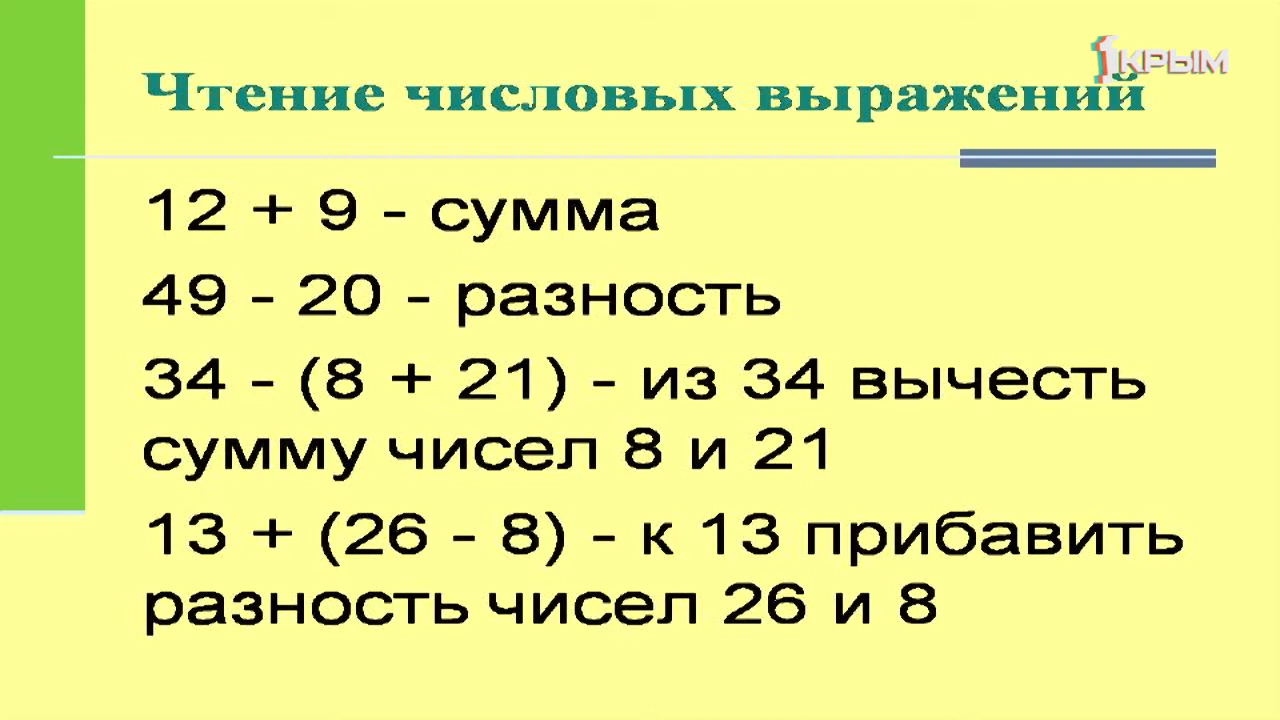 1КРЫМ
Чтение числовых выражений
12 + 9 - сумма
49 - 20 - разность
34 - (8 + 21) - из 34 вычесть
сумму чисел 8 и 21
13 + (26 - 8) - к 13 прибавить
разность чисел 26 и 8